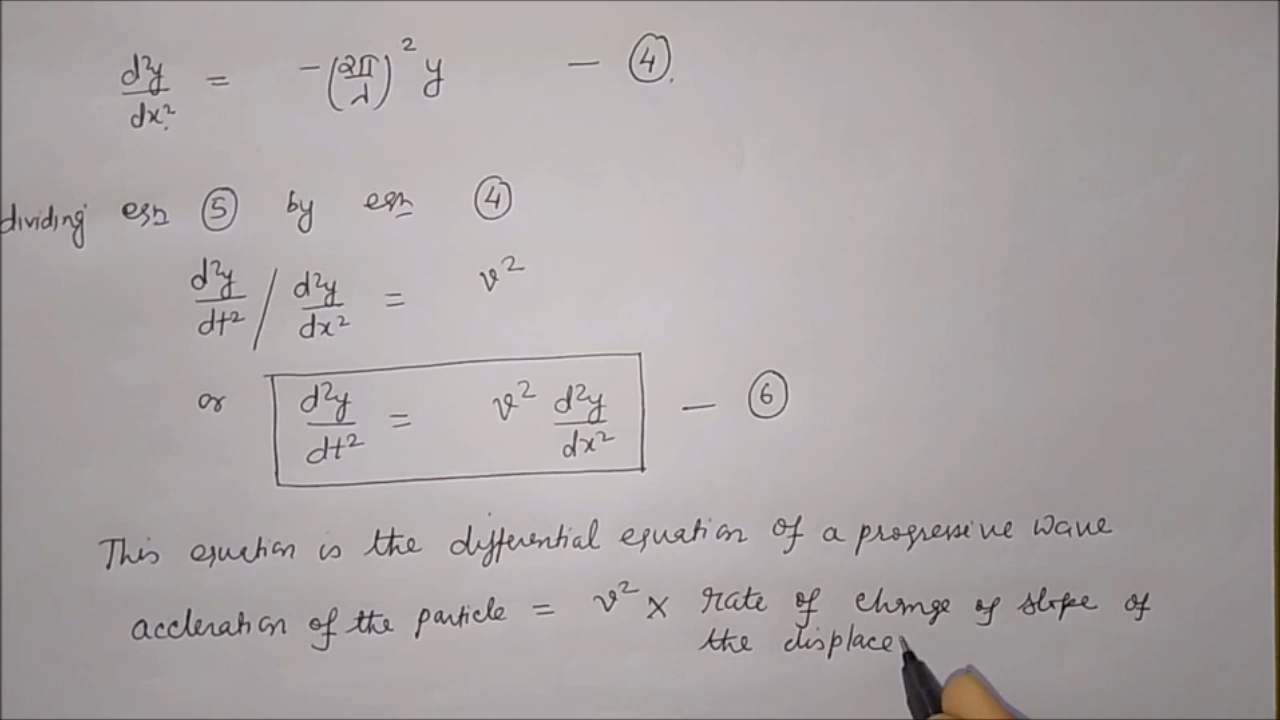 d²y/dx² = -(2π/λ)² y — ④.
dividing eqn ⑤ by eqn ④
d²y/dt² / d²y/dx² = v²
or d²y/dt² = v² d²y/dx² — ⑥
This equation is the differential equation of a progressive wave
accleration of the particle = v² × rate of change of slope of
the displace